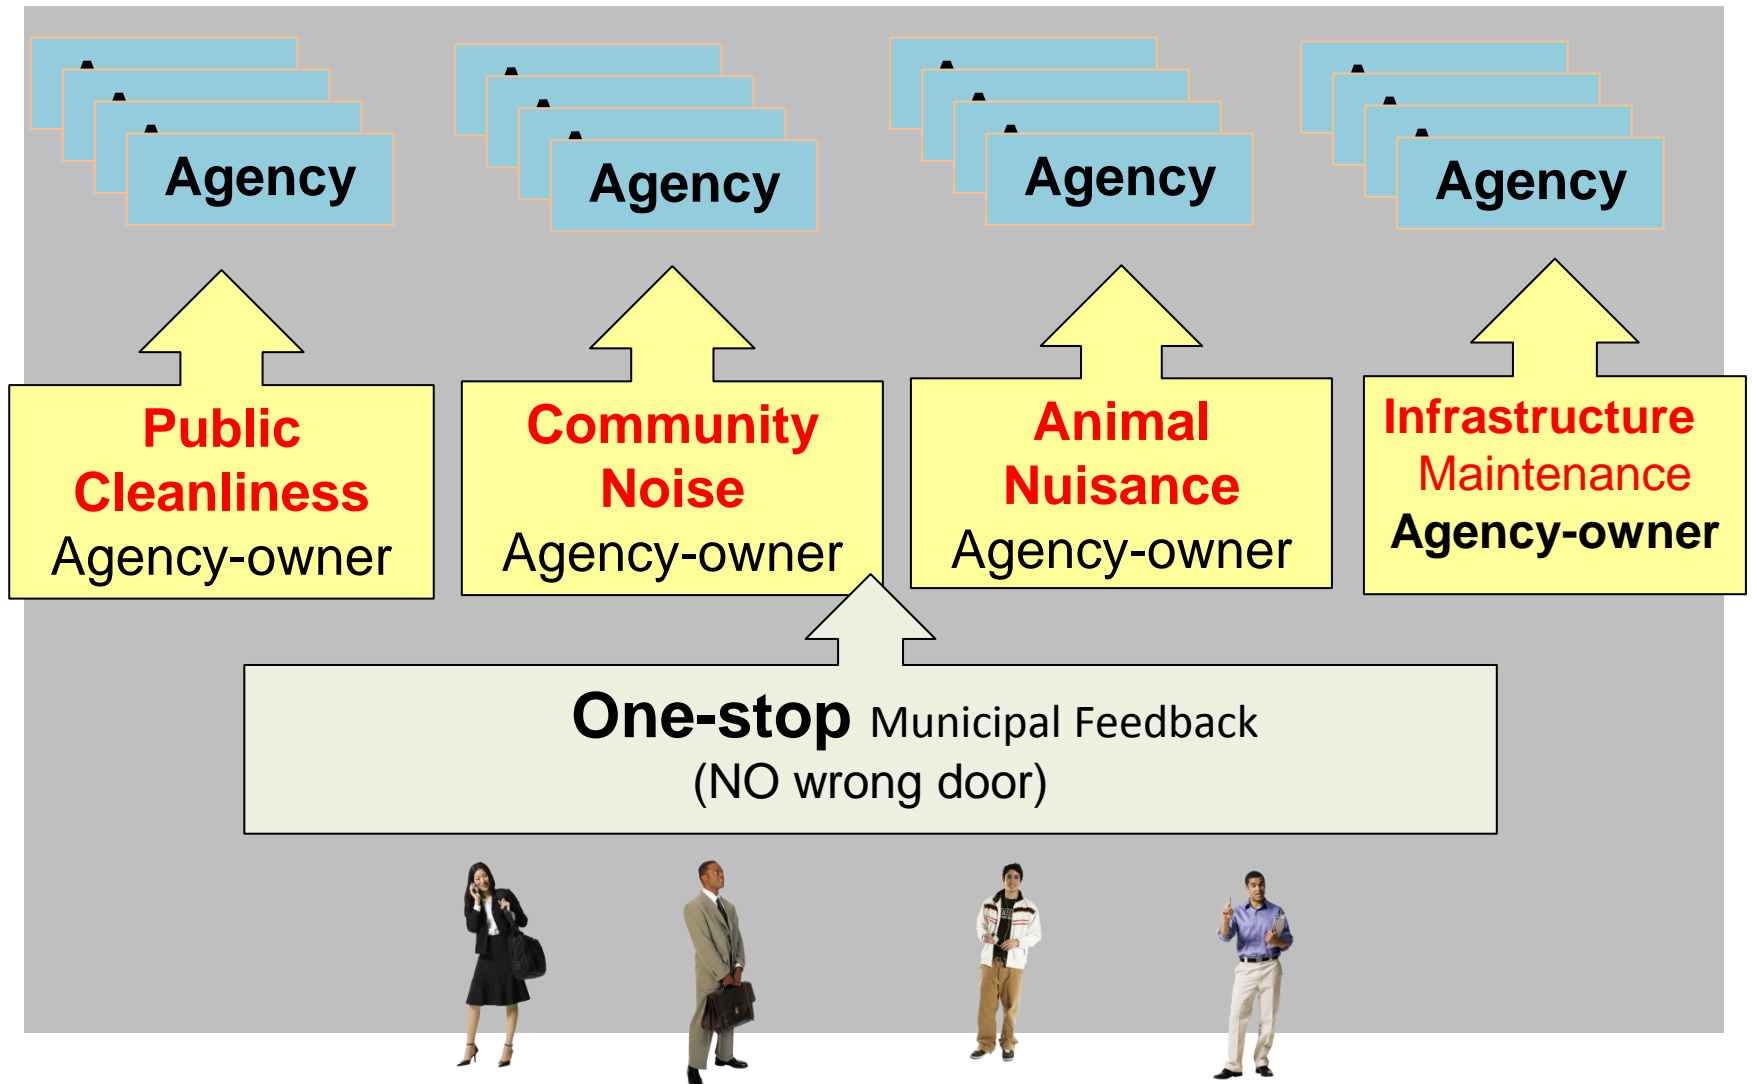 Agency
Agency
Agency
Agency
Public
Cleanliness
Agency-owner
Community
Noise
Agency-owner
Animal
Nuisance
Agency-owner
Infrastructure
Maintenance
Agency-owner
One-stop Municipal Feedback
(NO wrong door)